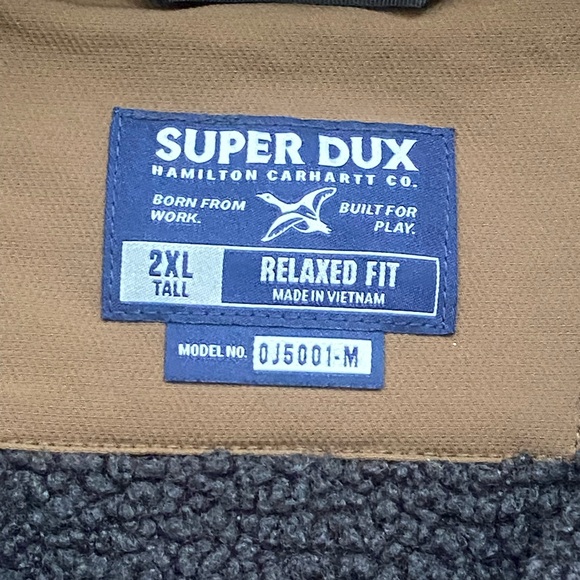 SUPER DUX
HAMILTON CARHARTT CO.
BORN FROM
WORK.
BUILT FOR
PLAY.
2XL
TALL
RELAXED FIT
MADE IN VIETNAM
MODEL NO. OJ5001-M